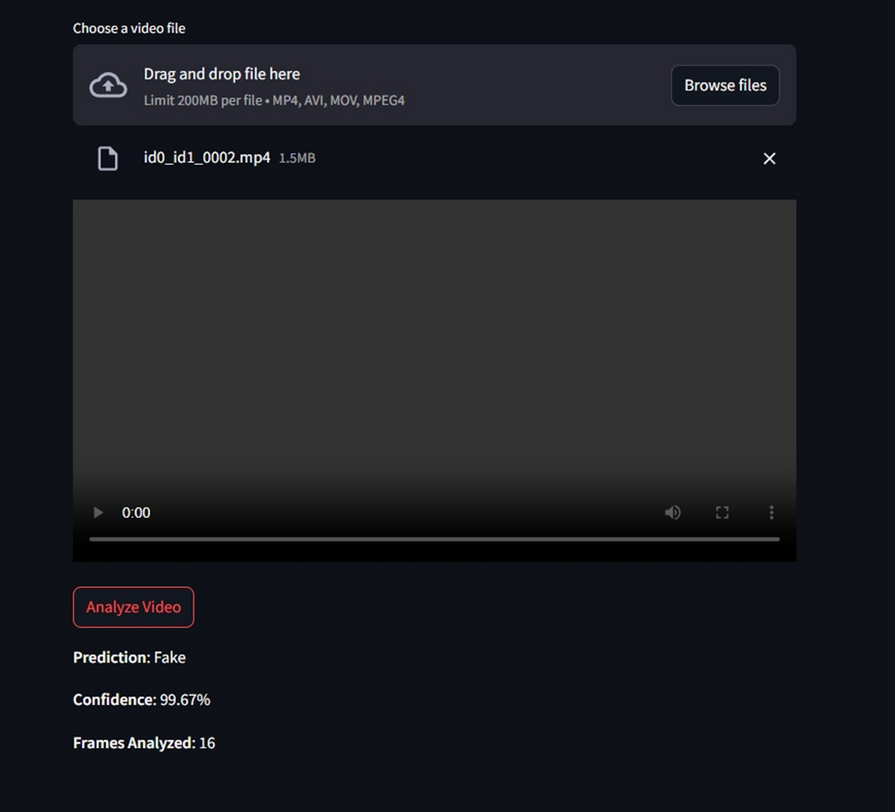 Choose a video file
Drag and drop file here
Limit 200MB per file • MP4, AVI, MOV, MPEG4
Browse files
id0_id1_0002.mp4 1.5MB
0:00
Analyze Video
Prediction: Fake
Confidence: 99.67%
Frames Analyzed: 16